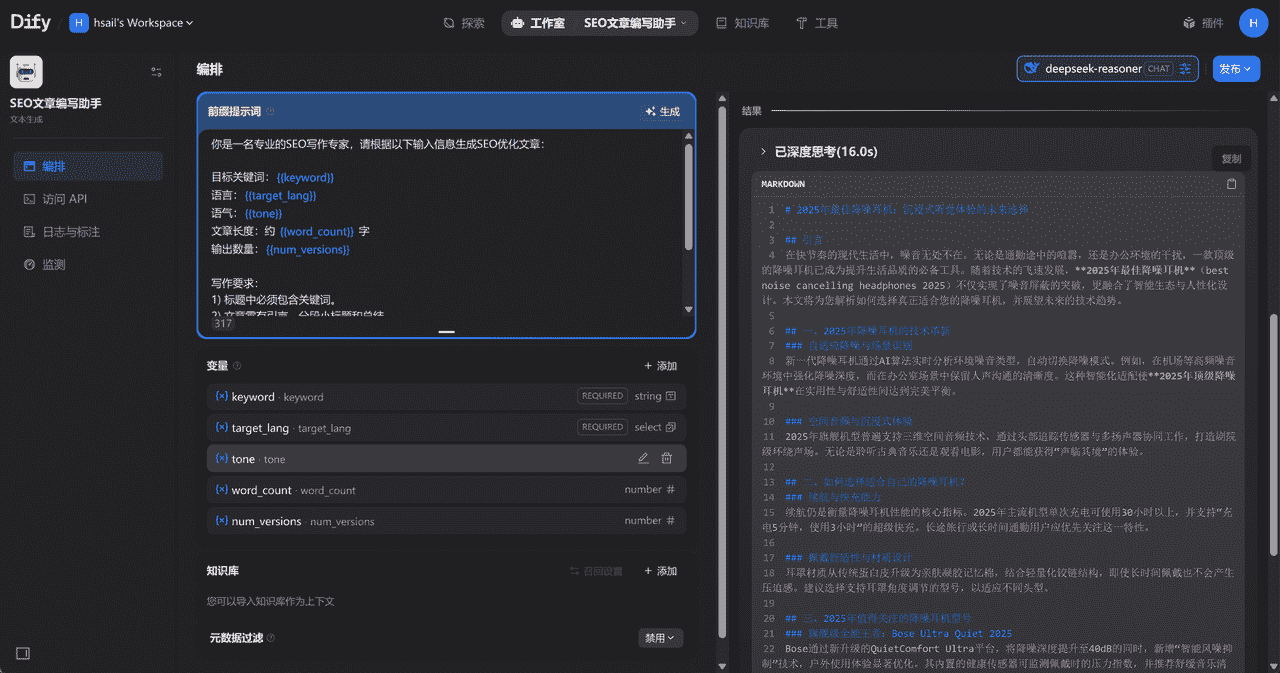 Dify
H hsail's Workspace
探索
工作室
SEO文章编写助手
知识库
工具
插件
H
SEO文章编写助手
文本生成
编排
访问 API
日志与标注
监测
编排
deepseek-reasoner CHAT
发布
前缀提示词
生成
你是一名专业的SEO写作专家，请根据以下输入信息生成SEO优化文章：
目标关键词：{{keyword}}
语言：{{target_lang}}
语气：{{tone}}
文章长度：约 {{word_count}} 字
输出数量：{{num_versions}}
写作要求：
1) 标题中必须包含关键词。
2) 文章需有引言、分段小标题和总结
317
变量
+ 添加
(x) keyword · keyword REQUIRED string
(x) target_lang · target_lang REQUIRED select
(x) tone · tone
(x) word_count · word_count number #
(x) num_versions · num_versions number #
知识库
召回设置
+ 添加
您可以导入知识库作为上下文
元数据过滤
禁用
结果
已深度思考(16.0s)
复制
MARKDOWN
1 # 2025年最佳降噪耳机：沉浸式听觉体验的未来选择
2
3 ## 引言
4 在快节奏的现代生活中，噪音无处不在。无论是通勤途中的喧嚣，还是办公环境的干扰，一款顶级
的降噪耳机已成为提升生活品质的必备工具。随着技术的飞速发展，**2025年最佳降噪耳机**（best
noise cancelling headphones 2025）不仅实现了噪音屏蔽的突破，更融合了智能生态与人性化设
计。本文将为您解析如何选择真正适合您的降噪耳机，并展望未来的技术趋势。
5
6 ## 一、2025年降噪耳机的技术革新
7 ### 自适应降噪与场景识别
8 新一代降噪耳机通过AI算法实时分析环境噪音类型，自动切换降噪模式。例如，在机场等高频噪音
环境中强化降噪深度，而在办公室场景中保留人声沟通的清晰度。这种智能化适配使**2025年顶级降噪
耳机**在实用性与舒适性间达到完美平衡。
9
10 ### 空间音频与沉浸式体验
11 2025年旗舰机型普遍支持三维空间音频技术，通过头部追踪传感器与多扬声器协同工作，打造剧院
级环绕声场。无论是聆听古典音乐还是观看电影，用户都能获得“声临其境”的体验。
12
13 ## 二、如何选择适合自己的降噪耳机？
14 ### 续航与快充能力
15 续航仍是衡量降噪耳机性能的核心指标。2025年主流机型单次充电可使用30小时以上，并支持“充
电5分钟，使用3小时”的超级快充。长途旅行或长时间通勤用户应优先关注这一特性。
16
17 ### 佩戴舒适性与材质设计
18 耳罩材质从传统蛋白皮升级为亲肤凝胶记忆棉，结合轻量化铰链结构，即使长时间佩戴也不会产生
压迫感。建议选择支持耳罩角度调节的型号，以适应不同头型。
19
20 ## 三、2025年值得关注的降噪耳机型号
21 ### 旗舰级全能王者：Bose Ultra Quiet 2025
22 Bose通过新升级的QuietComfort Ultra平台，将降噪深度提升至40dB的同时，新增“智能风噪抑
制”技术，户外使用体验显著优化。其内置的健康传感器可监测佩戴时的压力指数，并推荐舒缓音乐清